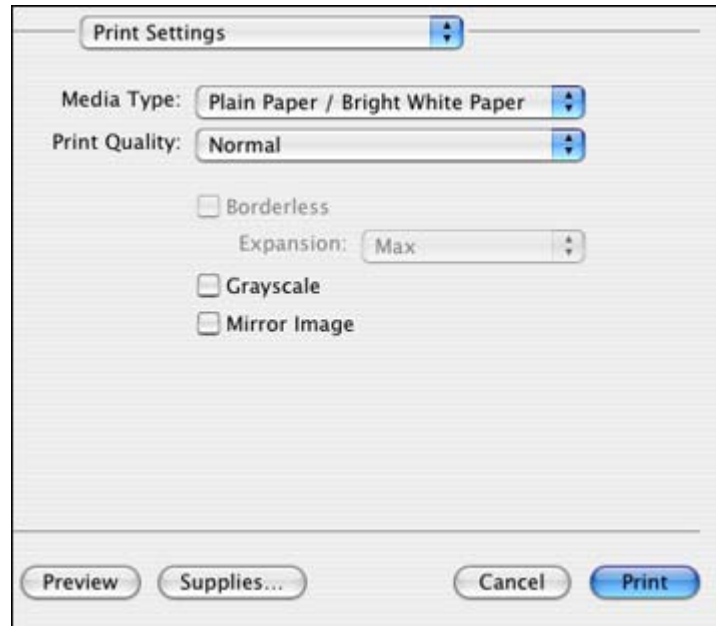 Print Settings
Media Type: Plain Paper / Bright White Paper
Print Quality: Normal
Borderless
Expansion: Max
Grayscale
Mirror Image
Preview Supplies... Cancel Print